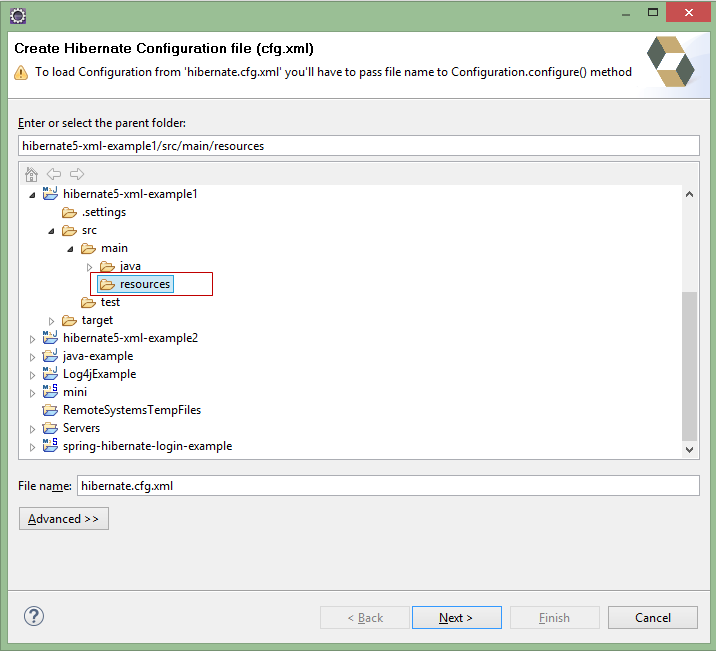 Create Hibernate Configuration file (cfg.xml)
To load Configuration from 'hibernate.cfg.xml' you'll have to pass file name to Configuration.configure() method
Enter or select the parent folder:
hibernate5-xml-example1/src/main/resources
hibernate5-xml-example1
.settings
src
main
java
resources
test
target
hibernate5-xml-example2
java-example
Log4jExample
mini
RemoteSystemsTempFiles
Servers
spring-hibernate-login-example
File name: hibernate.cfg.xml
Advanced >>
< Back Next > Finish Cancel